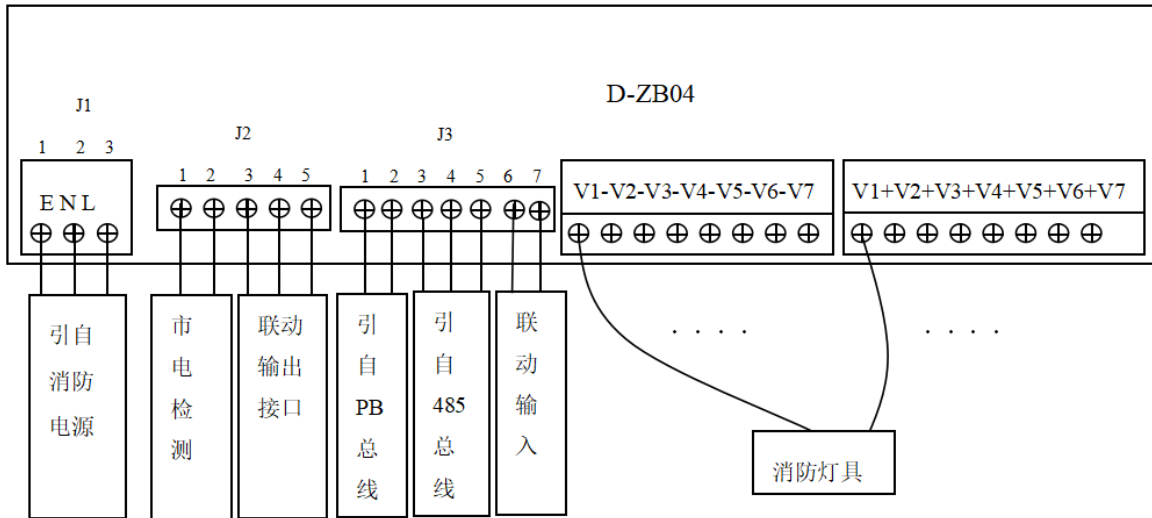 D-ZB04
J1
J2
J3
1 2 3
1 2 3 4 5
1 2 3 4 5 6 7
E N L
V1-V2-V3-V4-V5-V6-V7
V1+V2+V3+V4+V5+V6+V7
引自
消防
电源
市
电
检
测
联动
输出
接口
引
自
PB
总
线
引
自
485
总
线
联
动
输
入
. . . .
. . . .
消防灯具